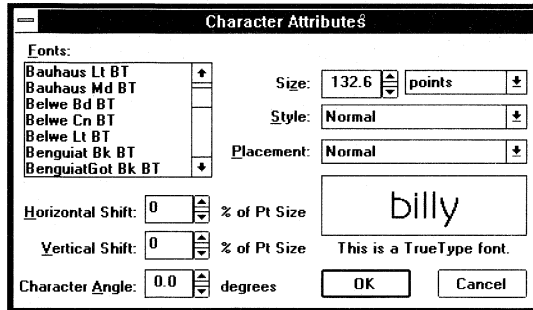 Character Attributes
Fonts:
Bauhaus Lt BT
Bauhaus Md BT
Belwe Bd BT
Belwe Cn BT
Belwe Lt BT
Benguiat Bk BT
BenguiatGot Bk BT
Size: 132.6 points
Style: Normal
Placement: Normal
Horizontal Shift: 0 % of Pt Size
Vertical Shift: 0 % of Pt Size
Character Angle: 0.0 degrees
billy
This is a TrueType font.
OK Cancel